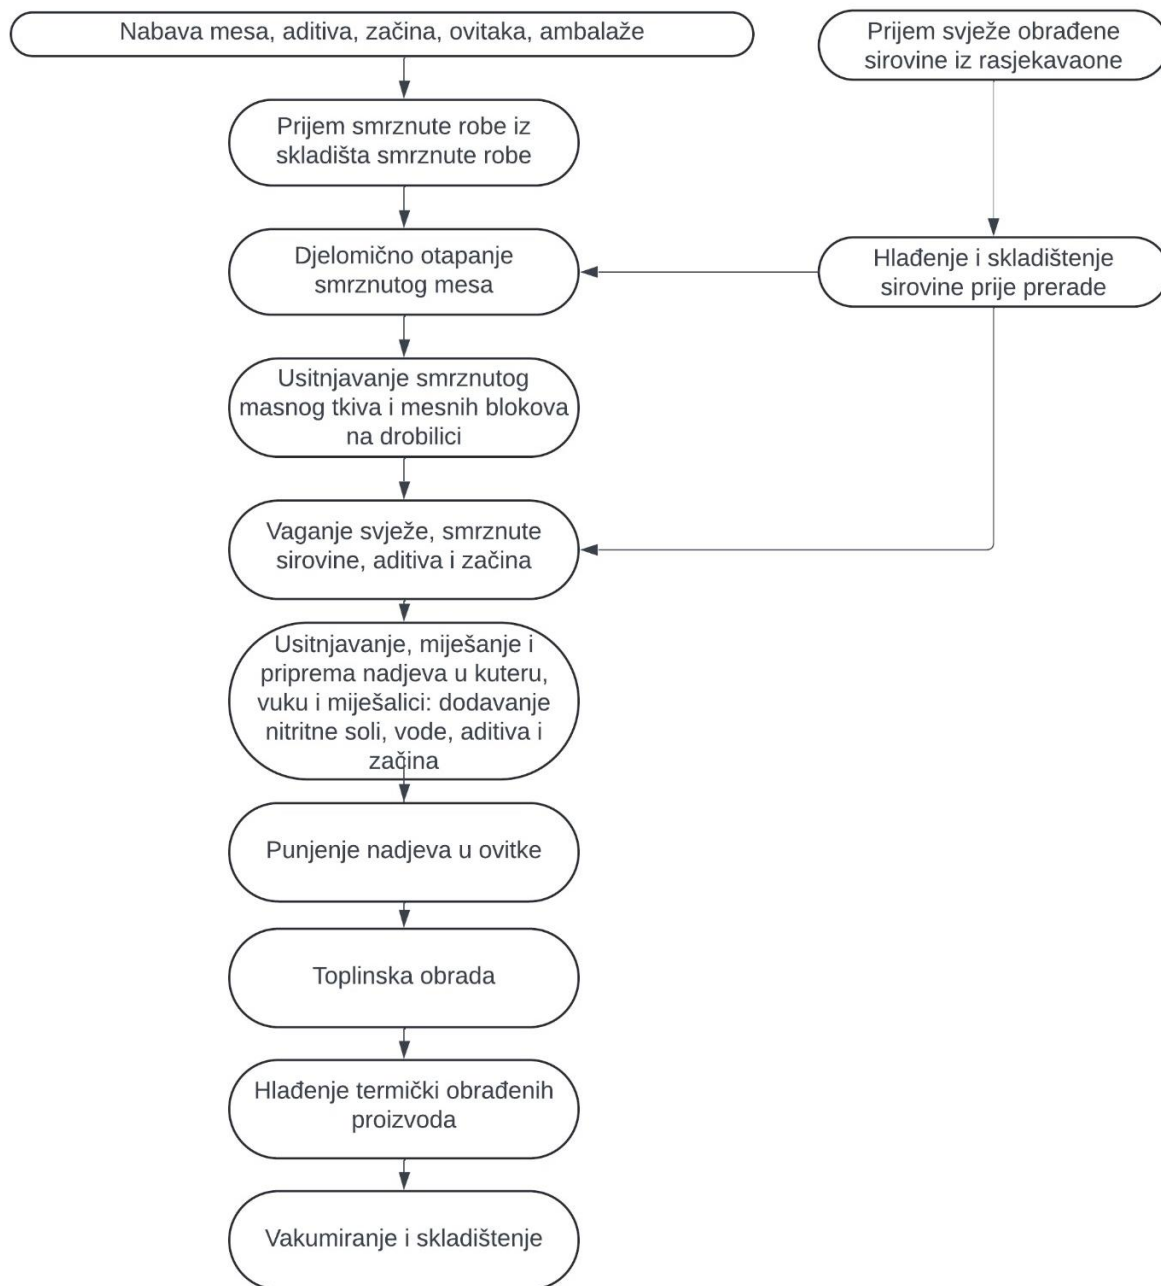 Nabava mesa, aditiva, začina, ovitaka, ambalaže
Prijem svježe obrađene
sirovine iz rasjekavaone
Prijem smrznute robe iz
skladišta smrznute robe
Djelomično otapanje
smrznutog mesa
Hlađenje i skladištenje
sirovine prije prerade
Usitnjavanje smrznutog
masnog tkiva i mesnih blokova
na drobilici
Vaganje svježe, smrznute
sirovine, aditiva i začina
Usitnjavanje, miješanje i
priprema nadjeva u kuteru,
vuku i miješalici: dodavanje
nitritne soli, vode, aditiva i
začina
Punjenje nadjeva u ovitke
Toplinska obrada
Hlađenje termički obrađenih
proizvoda
Vakumiranje i skladištenje